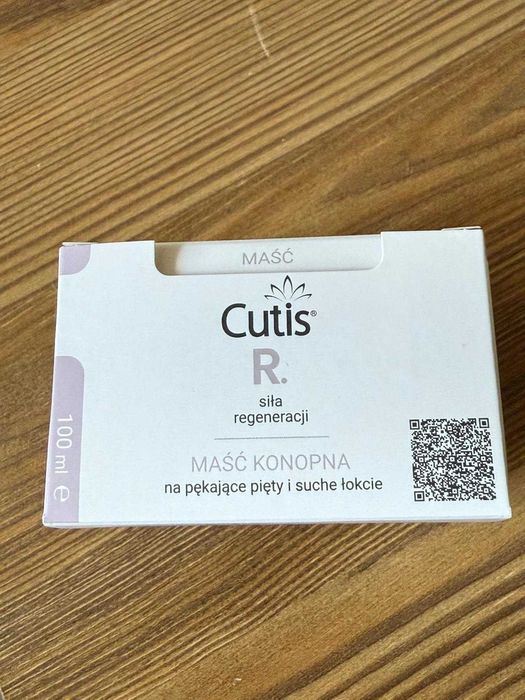 MAŚĆ
Cutis®
R.
siła
regeneracji
MAŚĆ KONOPNA
na pękające pięty i suche łokcie
100 ml ℮